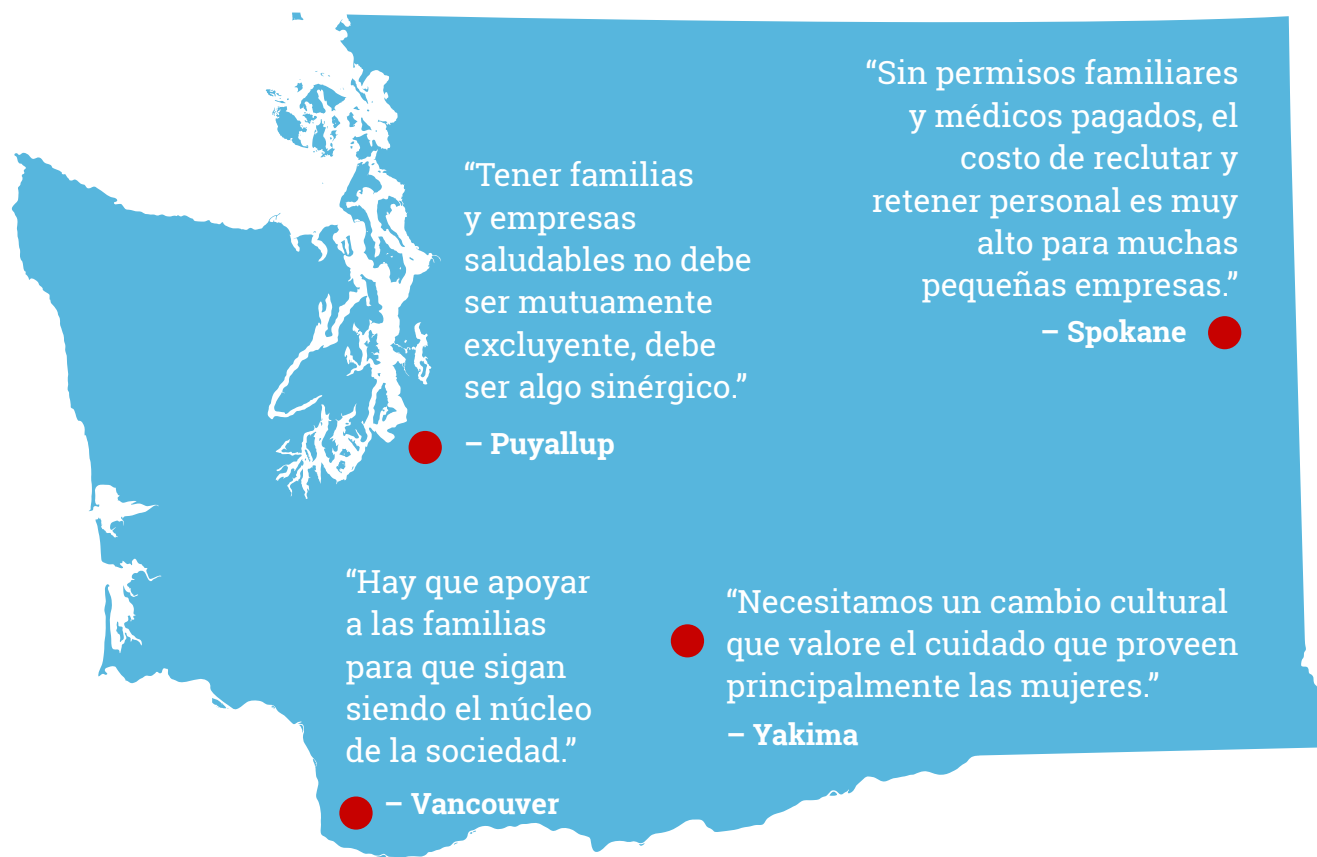 “Sin permisos familiares
y médicos pagados, el
costo de reclutar y
retener personal es muy
alto para muchas
pequeñas empresas.”
– Spokane
“Tener familias
y empresas
saludables no debe
ser mutuamente
excluyente, debe
ser algo sinérgico.”
– Puyallup
“Hay que apoyar
a las familias
para que sigan
siendo el núcleo
de la sociedad.”
– Vancouver
“Necesitamos un cambio cultural
que valore el cuidado que proveen
principalmente las mujeres.”
– Yakima